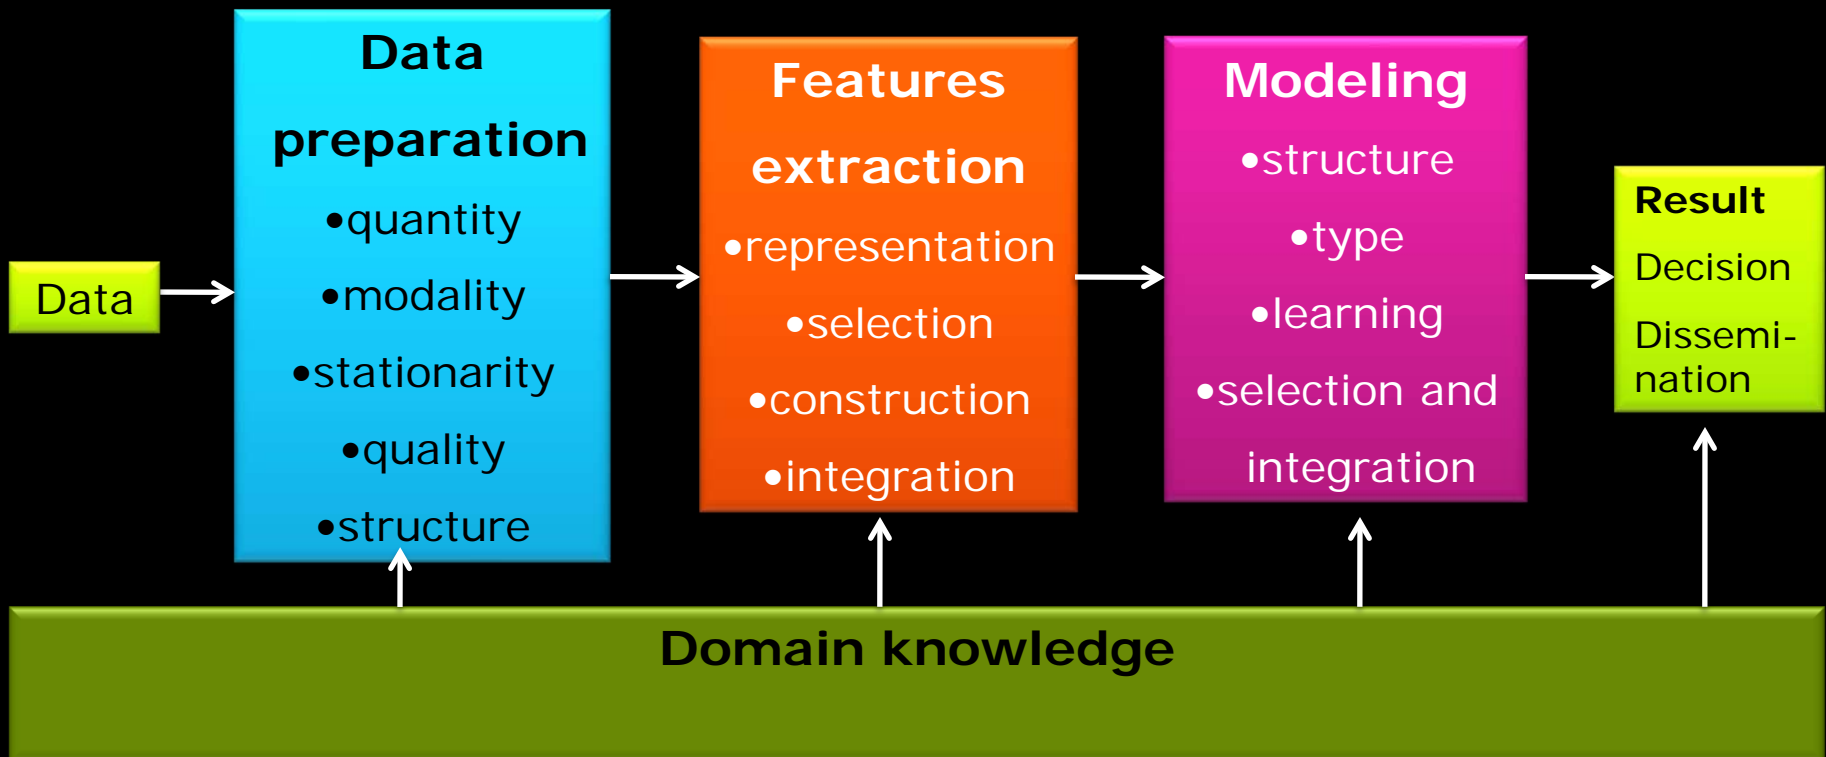 Data
Data
preparation
•quantity
•modality
•stationarity
•quality
•structure
Features
extraction
•representation
•selection
•construction
•integration
Modeling
•structure
•type
•learning
•selection and
integration
Result
Decision
Dissemi-
nation
Domain knowledge